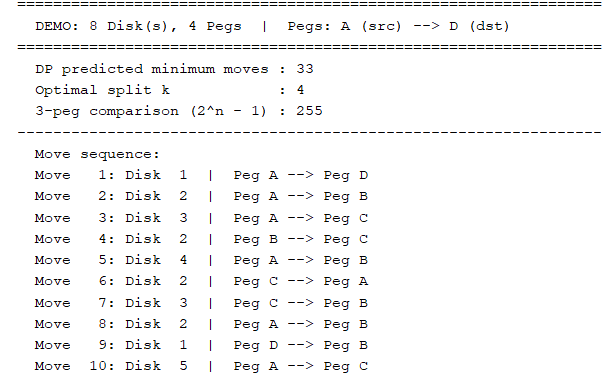 =================================================================
DEMO: 8 Disk(s), 4 Pegs  |  Pegs: A (src) --> D (dst)
=================================================================
DP predicted minimum moves : 33
Optimal split k            : 4
3-peg comparison (2^n - 1) : 255
-----------------------------------------------------------------
Move sequence:
Move   1: Disk  1  |  Peg A --> Peg D
Move   2: Disk  2  |  Peg A --> Peg B
Move   3: Disk  3  |  Peg A --> Peg C
Move   4: Disk  2  |  Peg B --> Peg C
Move   5: Disk  4  |  Peg A --> Peg B
Move   6: Disk  2  |  Peg C --> Peg A
Move   7: Disk  3  |  Peg C --> Peg B
Move   8: Disk  2  |  Peg A --> Peg B
Move   9: Disk  1  |  Peg D --> Peg B
Move  10: Disk  5  |  Peg A --> Peg C